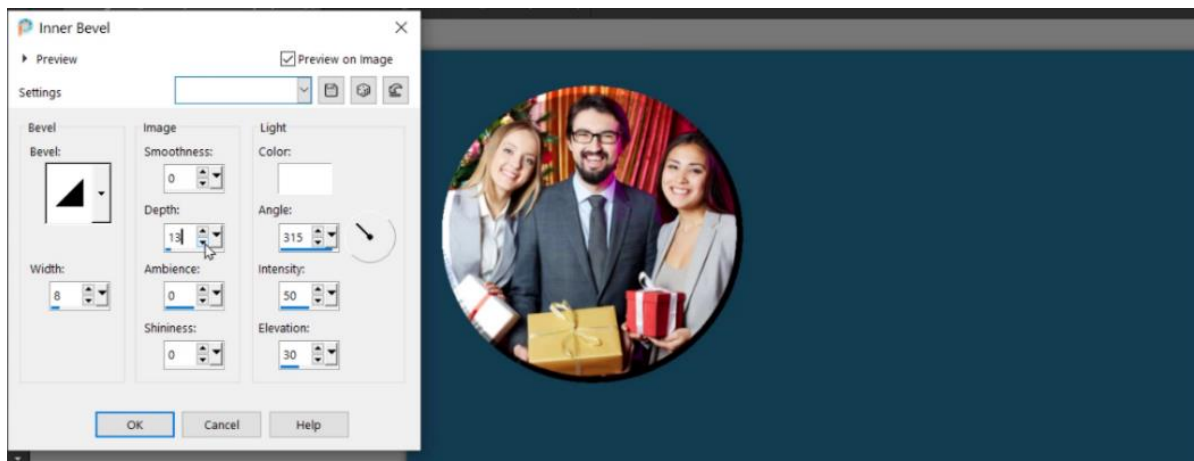 Inner Bevel
Preview
Preview on Image
Settings
Bevel
Image
Light
Bevel:
Smoothness:
Color:
0
Depth:
Angle:
13
315
Width:
Ambience:
Intensity:
8
0
50
Shininess:
Elevation:
0
30
OK
Cancel
Help